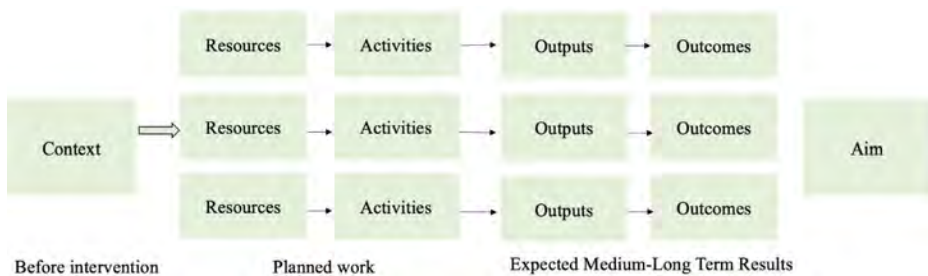 Resources
Activities
Outputs
Outcomes
Context
Resources
Activities
Outputs
Outcomes
Aim
Resources
Activities
Outputs
Outcomes
Before intervention
Planned work
Expected Medium-Long Term Results